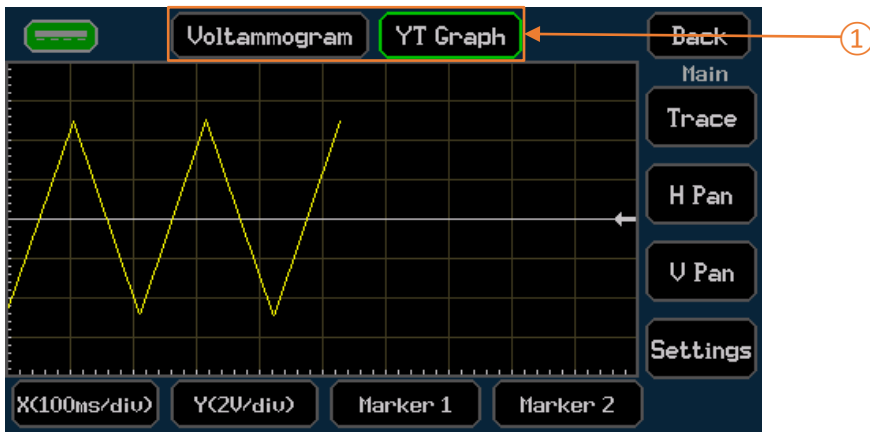 Voltammogram
YT Graph
Back
1
Main
Trace
H Pan
V Pan
Settings
X(100ms/div)
Y(2V/div)
Marker 1
Marker 2